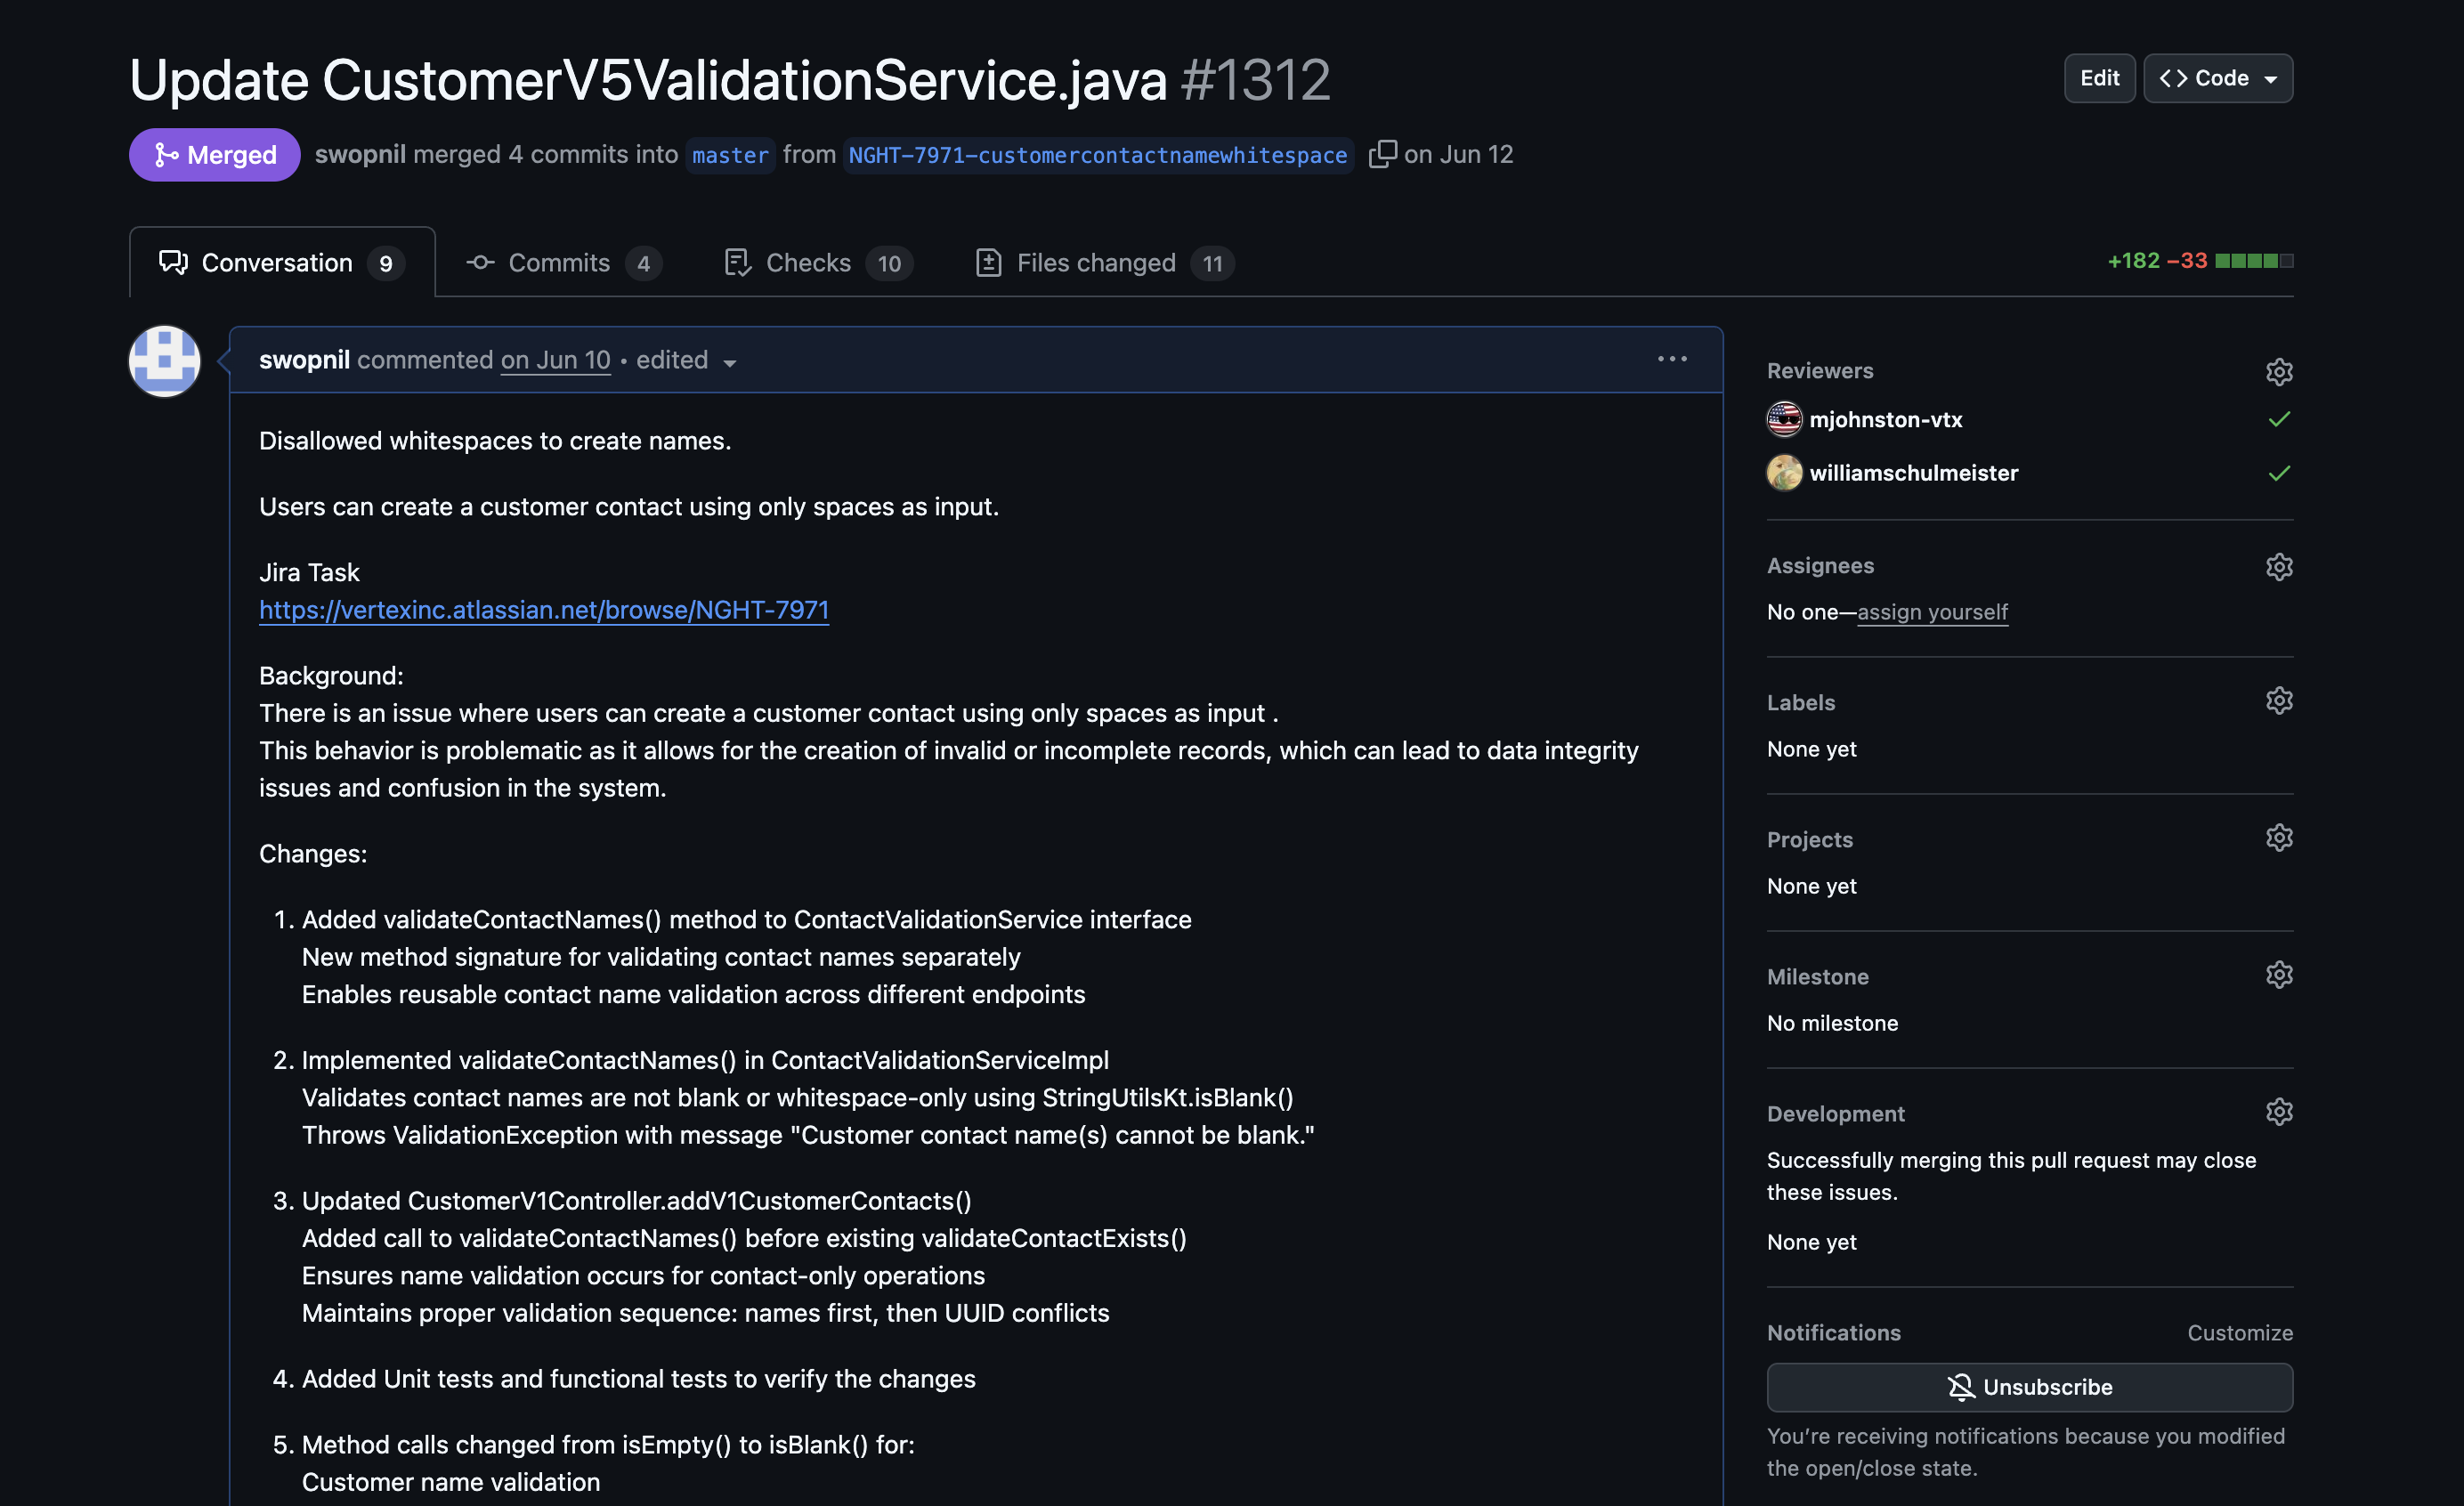 Update CustomerV5ValidationService.java #1312
Edit
Code
Merged
swopnil merged 4 commits into master from NGHT-7971-customercontactnamewhitespace on Jun 12
Conversation 9
Commits 4
Checks 10
Files changed 11
+182 −33
swopnil commented on Jun 10 • edited
Disallowed whitespaces to create names.
Users can create a customer contact using only spaces as input.
Jira Task
https://vertexinc.atlassian.net/browse/NGHT-7971
Background:
There is an issue where users can create a customer contact using only spaces as input .
This behavior is problematic as it allows for the creation of invalid or incomplete records, which can lead to data integrity
issues and confusion in the system.
Changes:
1. Added validateContactNames() method to ContactValidationService interface
New method signature for validating contact names separately
Enables reusable contact name validation across different endpoints
2. Implemented validateContactNames() in ContactValidationServiceImpl
Validates contact names are not blank or whitespace-only using StringUtilsKt.isBlank()
Throws ValidationException with message "Customer contact name(s) cannot be blank."
3. Updated CustomerV1Controller.addV1CustomerContacts()
Added call to validateContactNames() before existing validateContactExists()
Ensures name validation occurs for contact-only operations
Maintains proper validation sequence: names first, then UUID conflicts
4. Added Unit tests and functional tests to verify the changes
5. Method calls changed from isEmpty() to isBlank() for:
Customer name validation
Reviewers
mjohnston-vtx
williamschulmeister
Assignees
No one—assign yourself
Labels
None yet
Projects
None yet
Milestone
No milestone
Development
Successfully merging this pull request may close
these issues.
None yet
Notifications
Customize
Unsubscribe
You're receiving notifications because you modified
the open/close state.